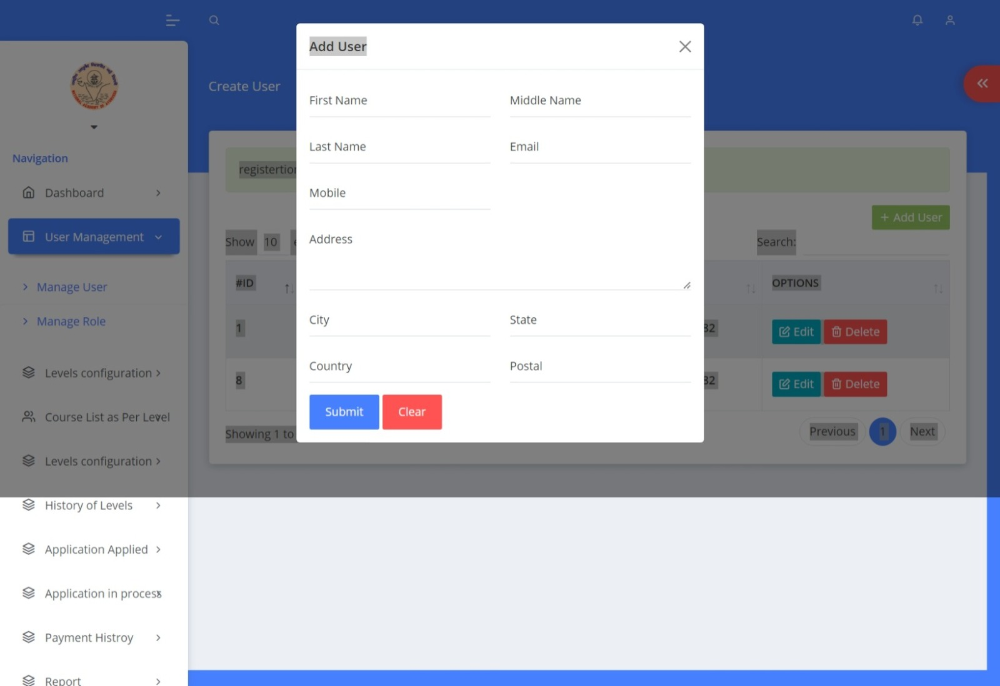 Add User
Create User
First Name
Middle Name
Last Name
Email
Mobile
Address
City
State
Country
Postal
Submit
Clear
Navigation
Dashboard
User Management
Manage User
Manage Role
Levels configuration
Course List as Per Level
Levels configuration
History of Levels
Application Applied
Application in process
Payment Histroy
Report
+ Add User
Show 10
Search:
#ID
OPTIONS
1
32
Edit
Delete
8
32
Edit
Delete
Showing 1 to
Previous
1
Next